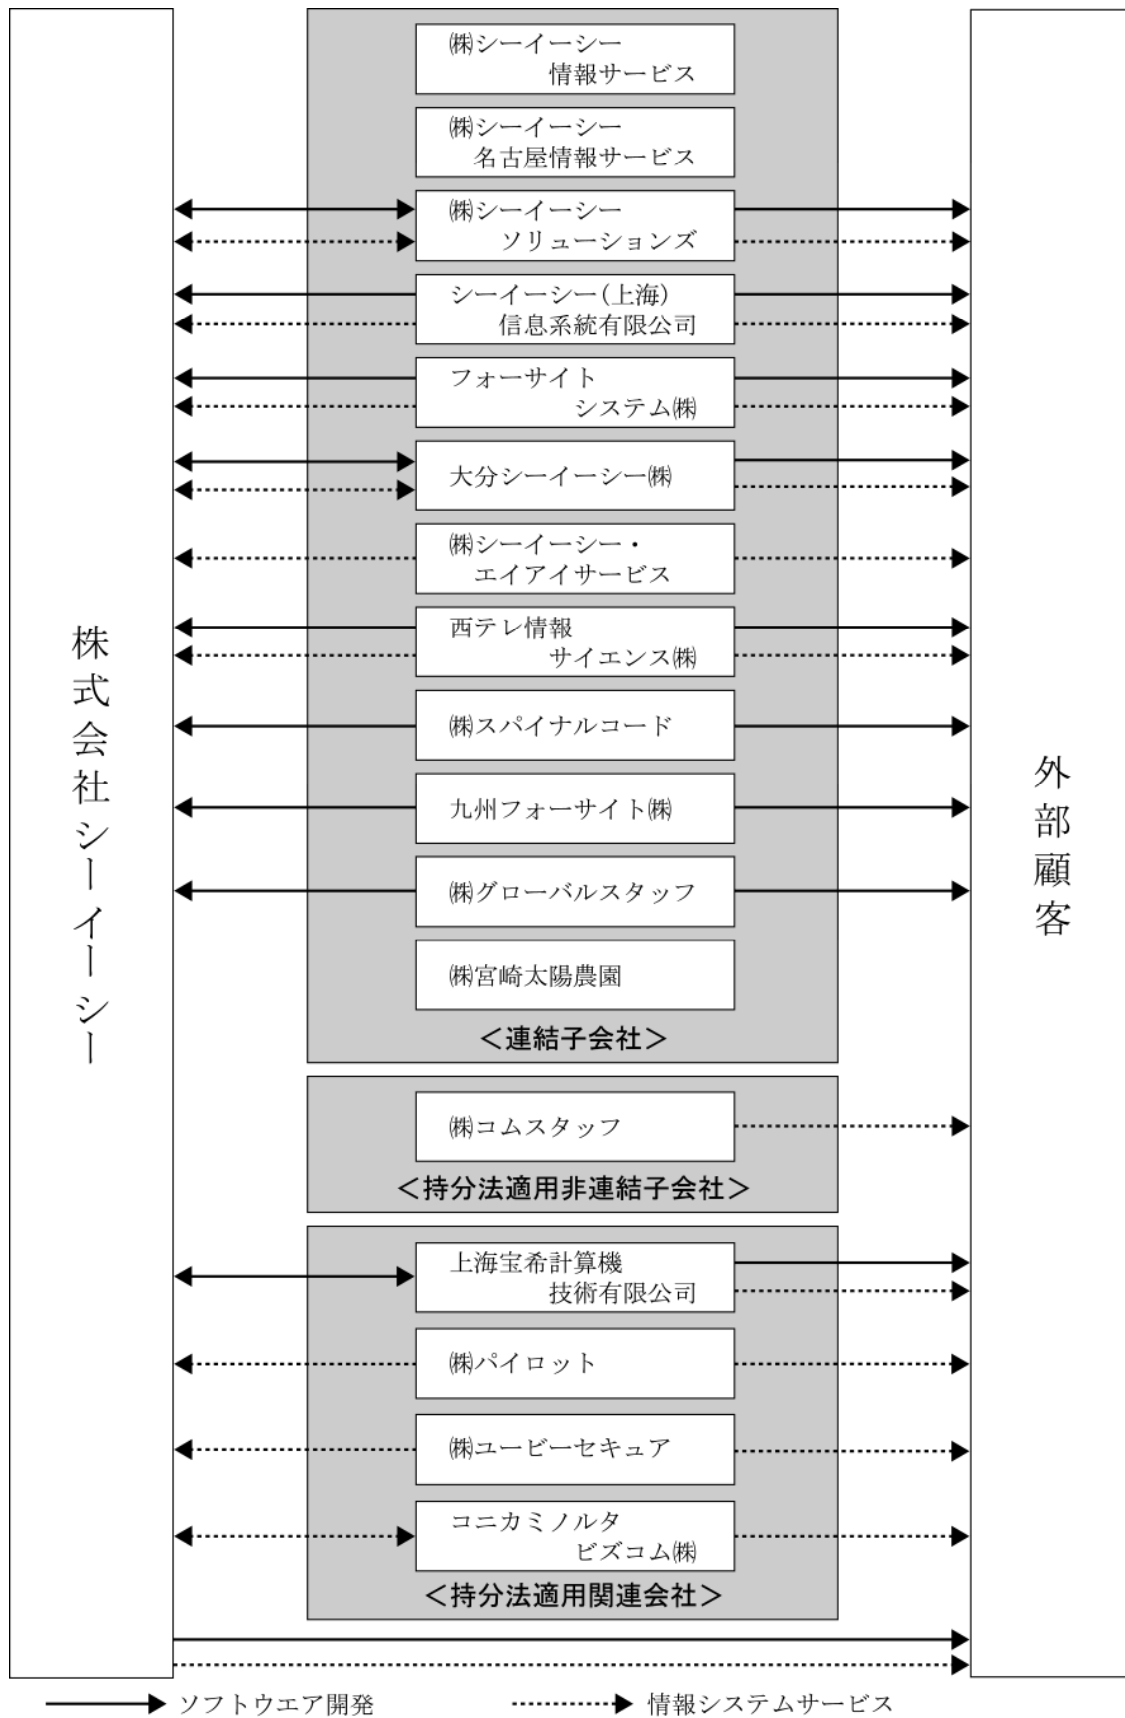 株式会社シーイーシー
㈱シーイーシー
情報サービス
㈱シーイーシー
名古屋情報サービス
㈱シーイーシー
ソリューションズ
シーイーシー(上海)
信息系統有限公司
フォーサイト
システム㈱
大分シーイーシー㈱
㈱シーイーシー・
エイアイサービス
西テレ情報
サイエンス㈱
㈱スパイナルコード
九州フォーサイト㈱
㈱グローバルスタッフ
㈱宮崎太陽農園
＜連結子会社＞
㈱コムスタッフ
＜持分法適用非連結子会社＞
上海宝希計算機
技術有限公司
㈱パイロット
㈱ユービーセキュア
コニカミノルタ
ビズコム㈱
＜持分法適用関連会社＞
外部顧客
ソフトウエア開発
情報システムサービス